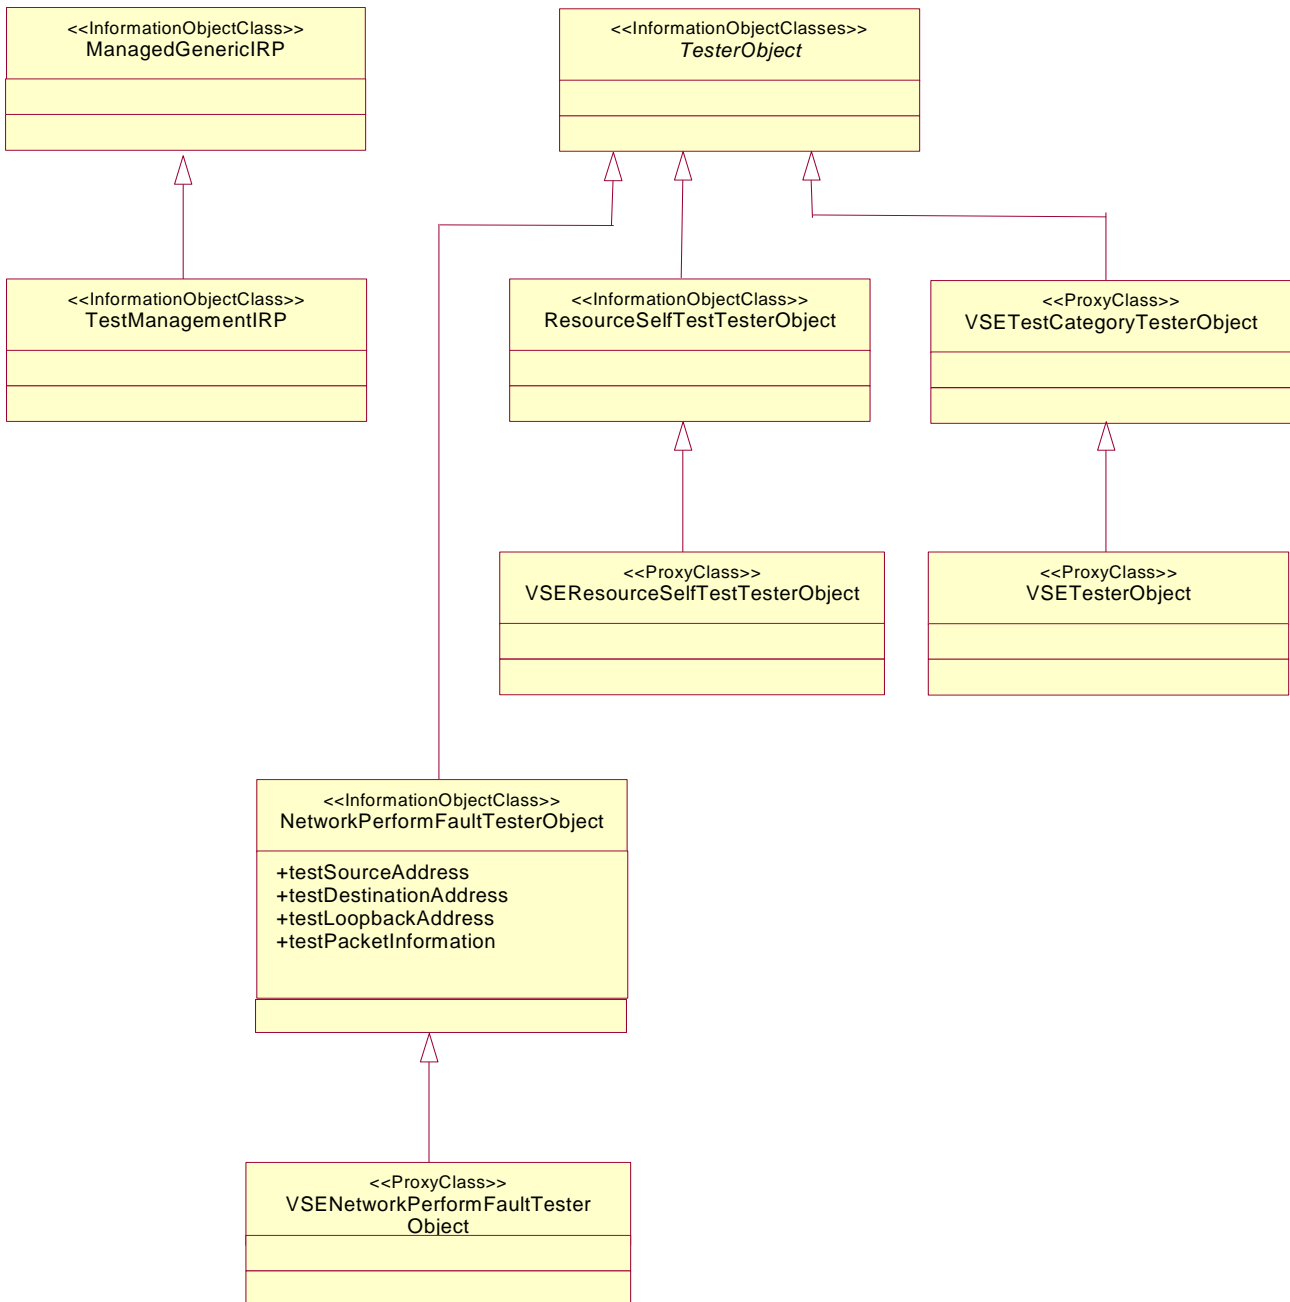 <<InformationObjectClass>>
ManagedGenericIRP
<<InformationObjectClasses>>
TesterObject
<<InformationObjectClass>>
TestManagementIRP
<<InformationObjectClass>>
ResourceSelfTestTesterObject
<<ProxyClass>>
VSETestCategoryTesterObject
<<ProxyClass>>
VSEResourceSelfTestTesterObject
<<ProxyClass>>
VSETesterObject
<<InformationObjectClass>>
NetworkPerformFaultTesterObject
+testSourceAddress
+testDestinationAddress
+testLoopbackAddress
+testPacketInformation
<<ProxyClass>>
VSENetworkPerformFaultTester
Object